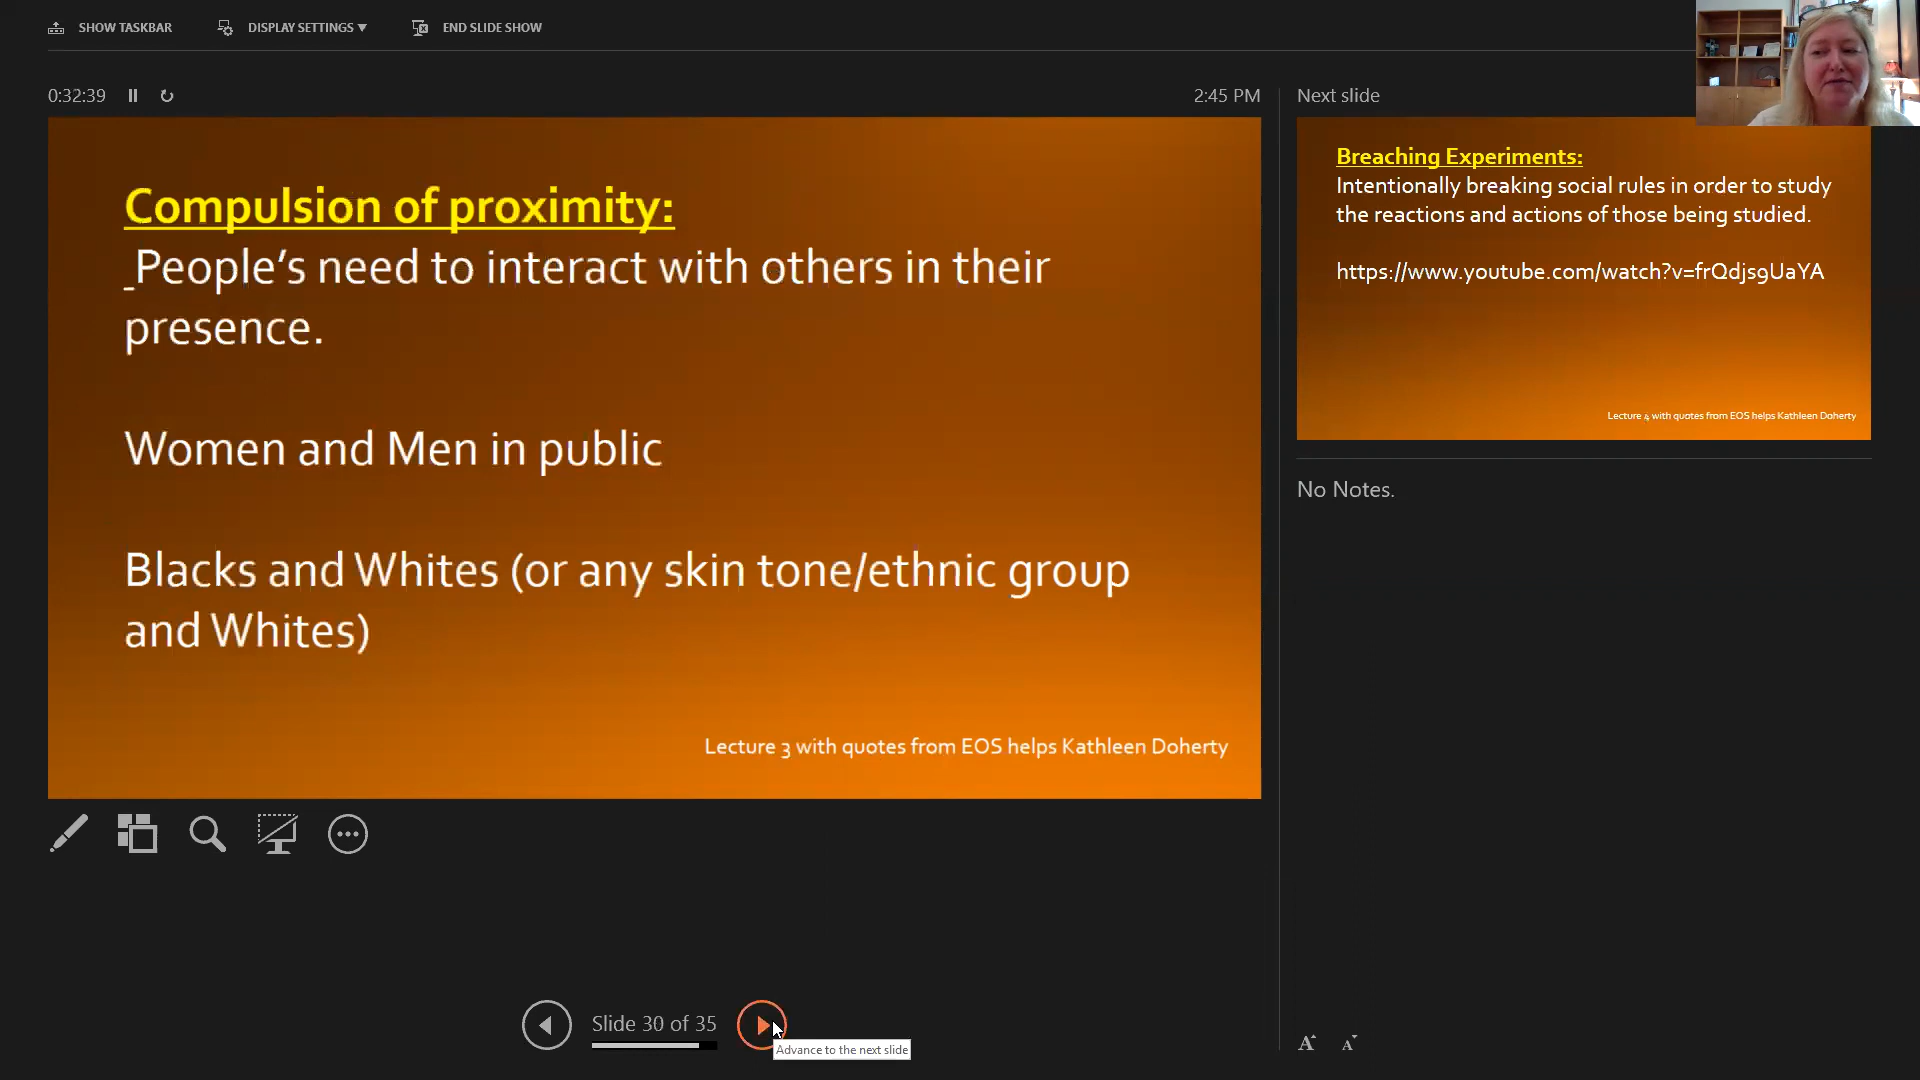 SHOW TASKBAR
DISPLAY SETTINGS
END SLIDE SHOW
0:32:39
2:45 PM
Compulsion of proximity:
People’s need to interact with others in their
presence.
Women and Men in public
Blacks and Whites (or any skin tone/ethnic group
and Whites)
Lecture 3 with quotes from EOS helps Kathleen Doherty
Next slide
Breaching Experiments:
Intentionally breaking social rules in order to study
the reactions and actions of those being studied.
https://www.youtube.com/watch?v=frQdjs9UaYA
Lecture 4 with quotes from EOS helps Kathleen Doherty
No Notes.
Slide 30 of 35
Advance to the next slide
A A